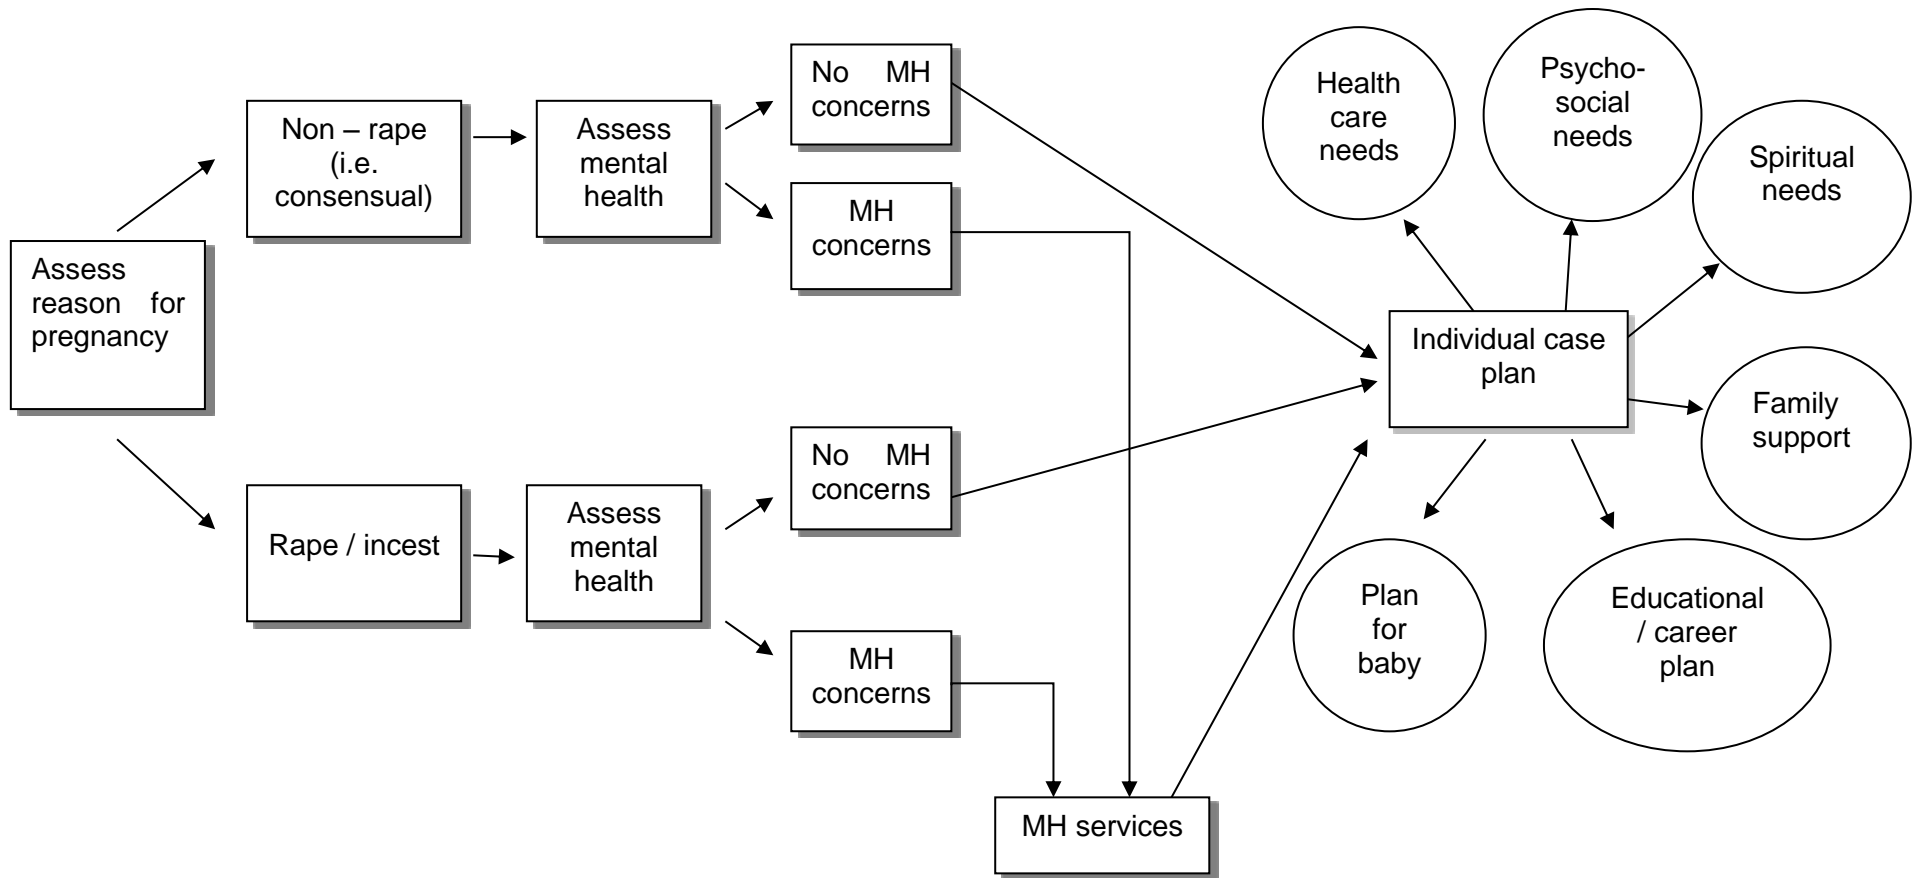 Assess
reason for
pregnancy
Non – rape
(i.e.
consensual)
Assess
mental
health
No MH
concerns
MH
concerns
Rape / incest
Assess
mental
health
No MH
concerns
MH
concerns
MH services
Individual case
plan
Health
care
needs
Psycho-
social
needs
Spiritual
needs
Family
support
Educational
/ career
plan
Plan
for
baby